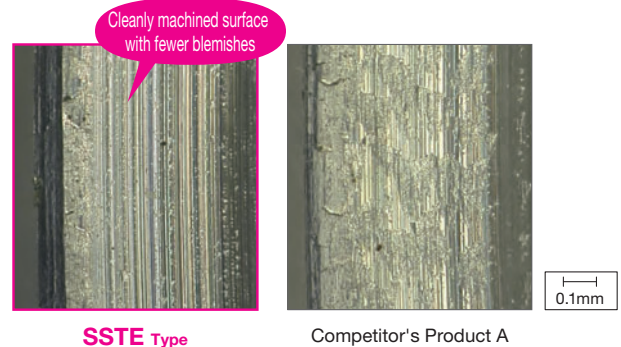 Cleanly machined surface
with fewer blemishes
SSTE Type
Competitor's Product A
0.1mm